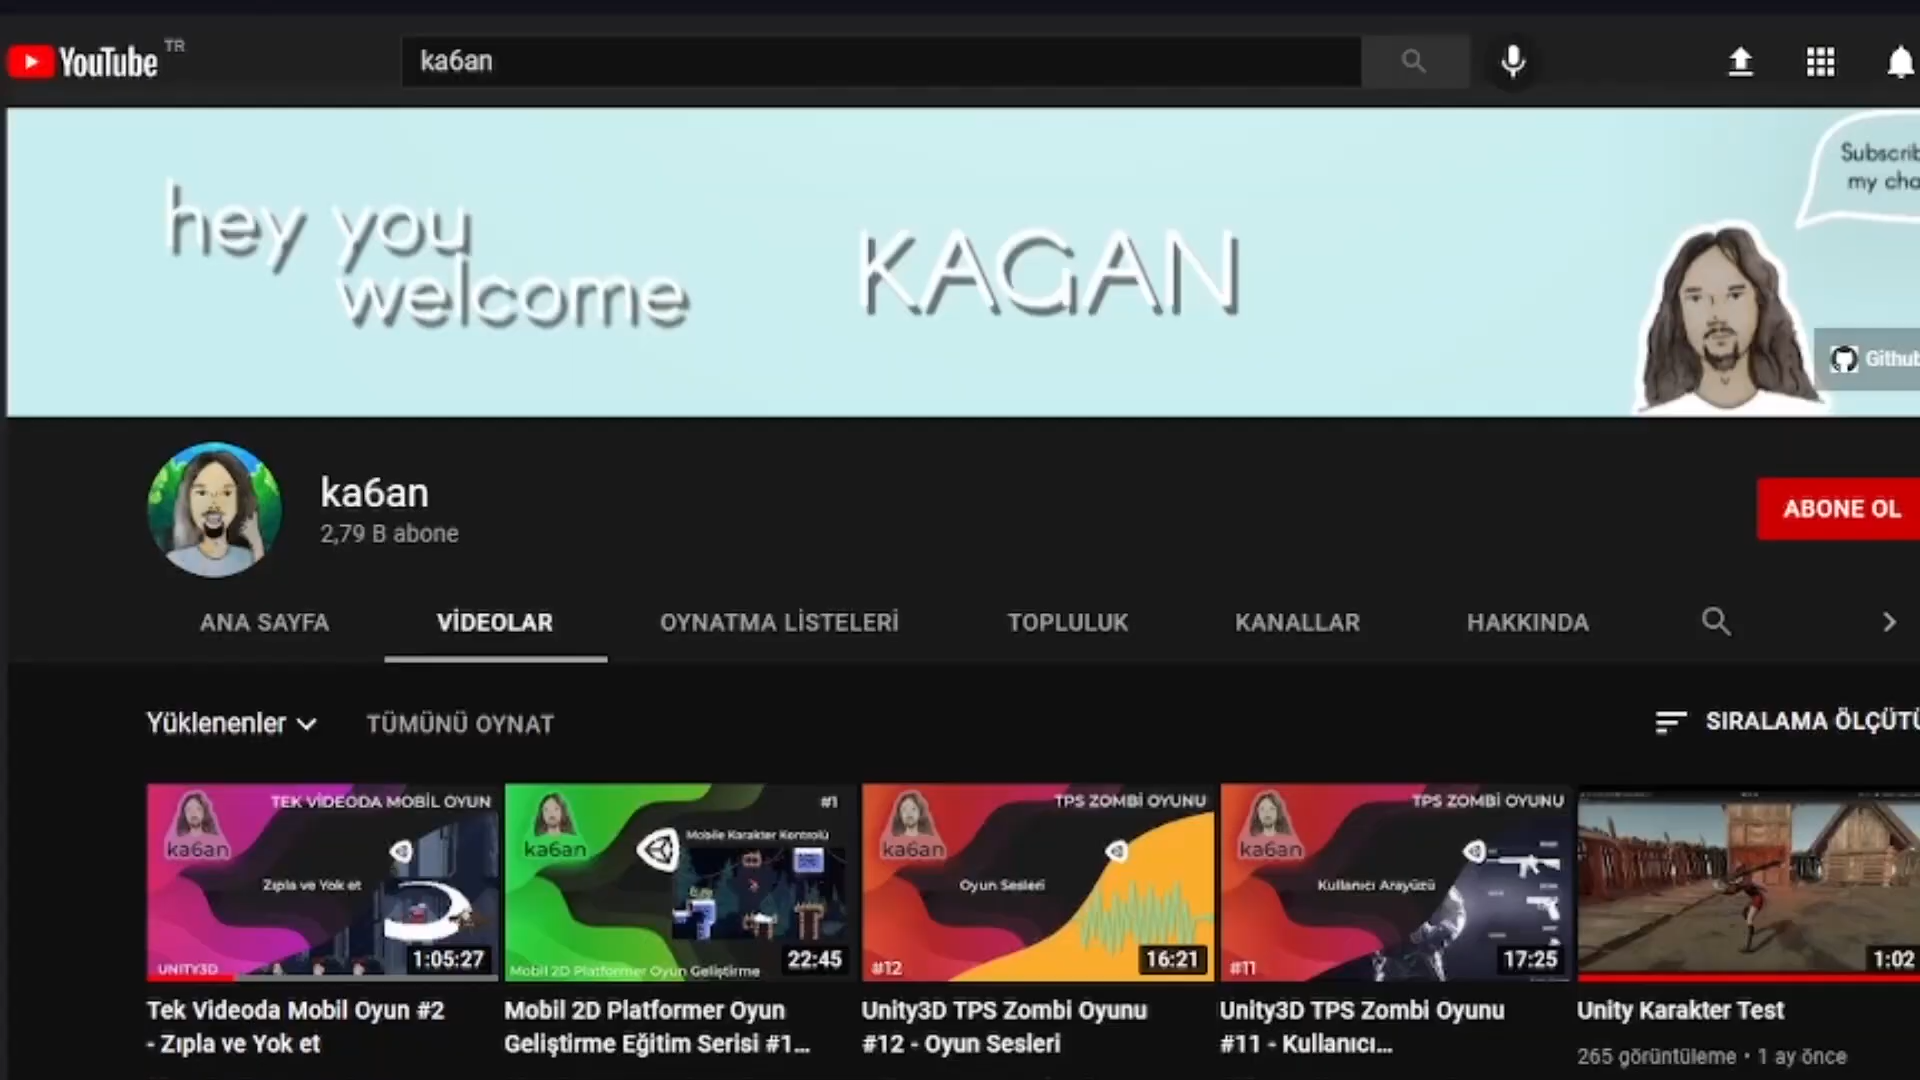 YouTube TR
ka6an
hey you
welcome
KAGAN
Subscrib
my cha
Github
ka6an
2,79 B abone
ABONE OL
ANA SAYFA
VİDEOLAR
OYNATMA LİSTELERİ
TOPLULUK
KANALLAR
HAKKINDA
Yüklenenler
TÜMÜNÜ OYNAT
SIRALAMA ÖLÇÜTÜ
TEK VİDEODA MOBİL OYUN
ka6an
Zıpla ve Yok et
UNITY3D
1:05:27
Tek Videoda Mobil Oyun #2
- Zıpla ve Yok et
#1
Mobile Karakter Kontrolü
ka6an
Mobil 2D Platformer Oyun Geliştirme
22:45
Mobil 2D Platformer Oyun
Geliştirme Eğitim Serisi #1...
TPS ZOMBİ OYUNU
ka6an
Oyun Sesleri
#12
16:21
Unity3D TPS Zombi Oyunu
#12 - Oyun Sesleri
TPS ZOMBİ OYUNU
ka6an
Kullanıcı Arayüzü
#11
17:25
Unity3D TPS Zombi Oyunu
#11 - Kullanıcı...
1:02
Unity Karakter Test
265 görüntüleme • 1 ay önce